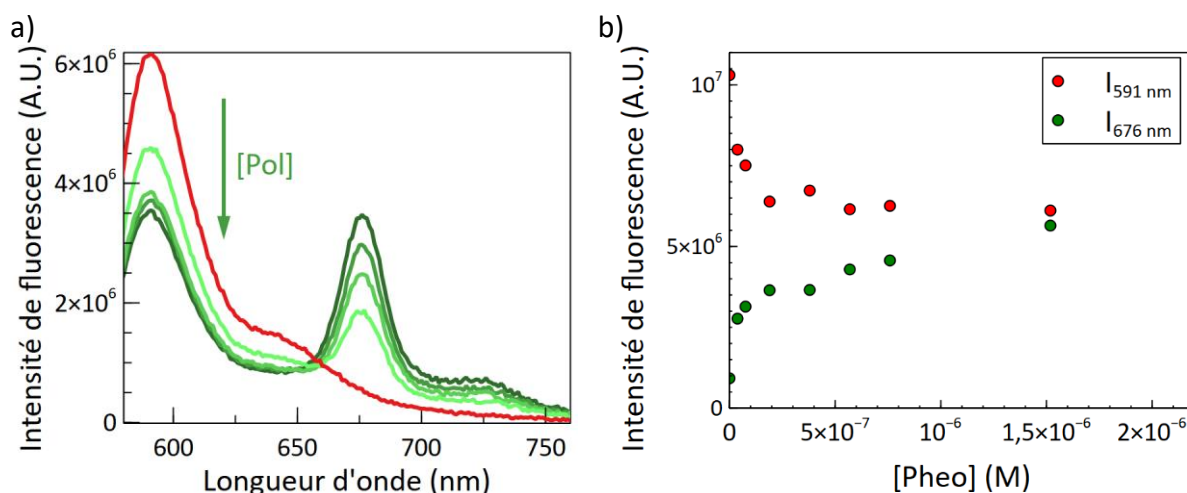 a)
Intensité de fluorescence (A.U.)
6×10⁶
4×10⁶
2×10⁶
0
[Pol]
600
650
700
750
Longueur d'onde (nm)
b)
Intensité de fluorescence (A.U.)
10⁷
5×10⁶
0
I₅₉₁ ₙₘ
I₆₇₆ ₙₘ
0
5×10⁻⁷
10⁻⁶
1,5×10⁻⁶
2×10⁻⁶
[Pheo] (M)